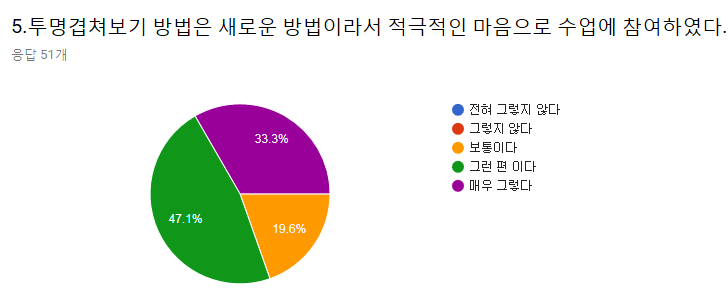 5.투명겹쳐보기 방법은 새로운 방법이라서 적극적인 마음으로 수업에 참여하였다.
응답 51개
33.3%
47.1%
19.6%
전혀 그렇지 않다
그렇지 않다
보통이다
그런 편 이다
매우 그렇다